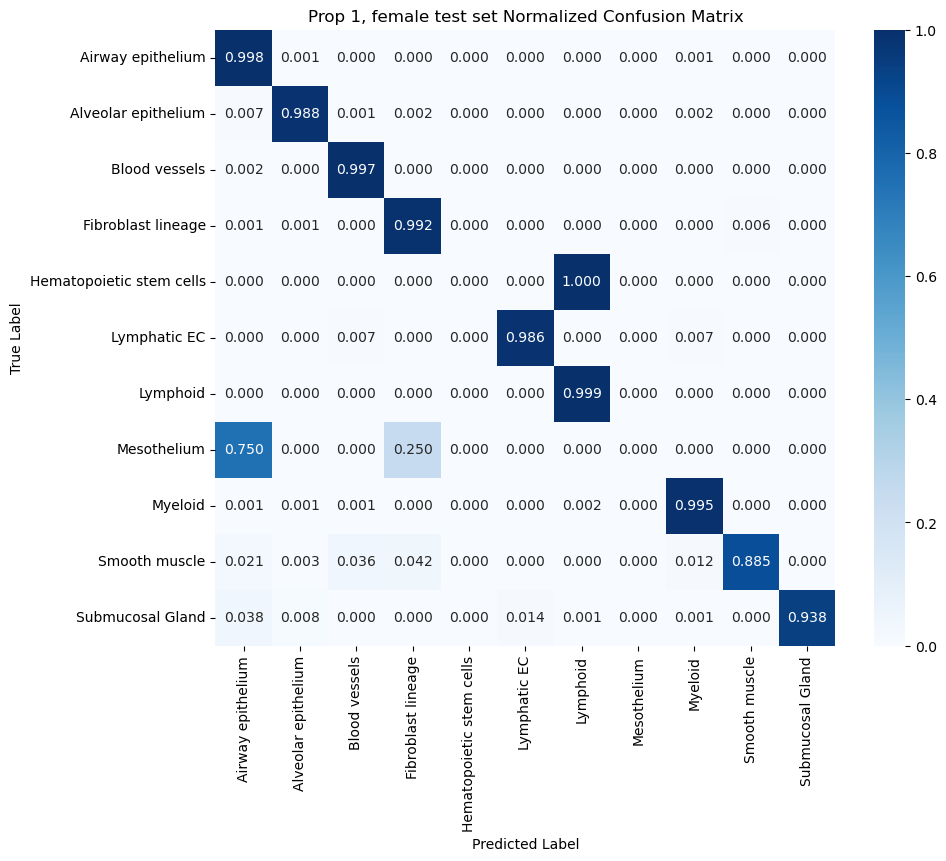 Prop 1, female test set Normalized Confusion Matrix
Airway epithelium 0.998 0.001 0.000 0.000 0.000 0.000 0.000 0.000 0.001 0.000 0.000
Alveolar epithelium 0.007 0.988 0.001 0.002 0.000 0.000 0.000 0.000 0.002 0.000 0.000
Blood vessels 0.002 0.000 0.997 0.000 0.000 0.000 0.000 0.000 0.000 0.000 0.000
Fibroblast lineage 0.001 0.001 0.000 0.992 0.000 0.000 0.000 0.000 0.000 0.006 0.000
Hematopoietic stem cells 0.000 0.000 0.000 0.000 0.000 0.000 1.000 0.000 0.000 0.000 0.000
Lymphatic EC 0.000 0.000 0.007 0.000 0.000 0.986 0.000 0.000 0.007 0.000 0.000
Lymphoid 0.000 0.000 0.000 0.000 0.000 0.000 0.999 0.000 0.000 0.000 0.000
Mesothelium 0.750 0.000 0.000 0.250 0.000 0.000 0.000 0.000 0.000 0.000 0.000
Myeloid 0.001 0.001 0.001 0.000 0.000 0.000 0.002 0.000 0.995 0.000 0.000
Smooth muscle 0.021 0.003 0.036 0.042 0.000 0.000 0.000 0.000 0.012 0.885 0.000
Submucosal Gland 0.038 0.008 0.000 0.000 0.000 0.014 0.001 0.000 0.001 0.000 0.938
True Label
Airway epithelium
Alveolar epithelium
Blood vessels
Fibroblast lineage
Hematopoietic stem cells
Lymphatic EC
Lymphoid
Mesothelium
Myeloid
Smooth muscle
Submucosal Gland
Predicted Label
1.0
0.8
0.6
0.4
0.2
0.0